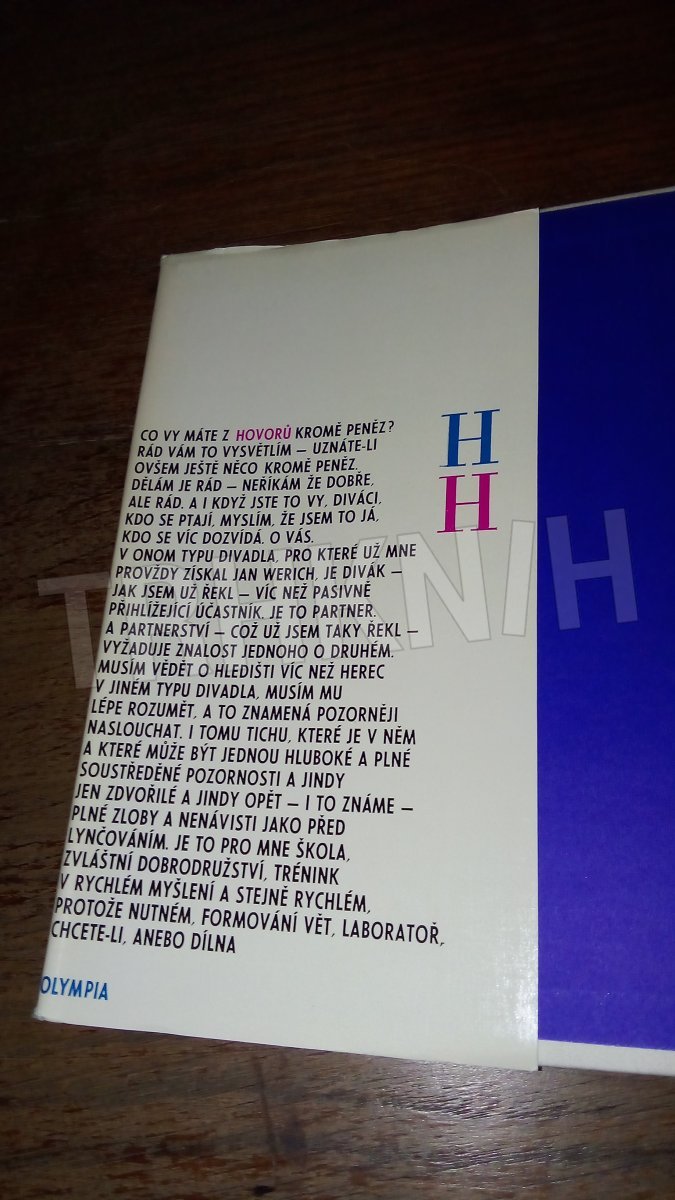 CO VY MÁTE Z HOVORŮ KROMĚ PENĚZ?
RÁD VÁM TO VYSVĚTLÍM – UZNÁTE-LI
OVŠEM JEŠTĚ NĚCO KROMĚ PENĚZ.
DĚLÁM JE RÁD – NEŘÍKÁM ŽE DOBŘE,
ALE RÁD. A I KDYŽ JSTE TO VY, DIVÁCI,
KDO SE PTAJÍ, MYSLÍM, ŽE JSEM TO JÁ,
KDO SE VÍC DOZVÍDÁ. O VÁS.
V ONOM TYPU DIVADLA, PRO KTERÉ UŽ MNE
PROVŽDY ZÍSKAL JAN WERICH, JE DIVÁK –
JAK JSEM UŽ ŘEKL – VÍC NEŽ PASIVNĚ
PŘIHLÍŽEJÍCÍ ÚČASTNÍK. JE TO PARTNER.
A PARTNERSTVÍ – COŽ UŽ JSEM TAKY ŘEKL –
VYŽADUJE ZNALOST JEDNOHO O DRUHÉM.
MUSÍM VĚDĚT O HLEDIŠTI VÍC NEŽ HEREC
V JINÉM TYPU DIVADLA, MUSÍM MU
LÉPE ROZUMĚT, A TO ZNAMENÁ POZORNĚJI
NASLOUCHAT. I TOMU TICHU, KTERÉ JE V NĚM
A KTERÉ MŮŽE BÝT JEDNOU HLUBOKÉ A PLNÉ
SOUSTŘEDĚNÉ POZORNOSTI A JINDY
JEN ZDVOŘILÉ A JINDY OPĚT – I TO ZNÁME –
PLNÉ ZLOBY A NENÁVISTI JAKO PŘED
LYNČOVÁNÍM. JE TO PRO MNE ŠKOLA,
ZVLÁŠTNÍ DOBRODRUŽSTVÍ, TRÉNINK
V RYCHLÉM MYŠLENÍ A STEJNĚ RYCHLÉM,
PROTOŽE NUTNÉM, FORMOVÁNÍ VĚT, LABORATOŘ,
CHCETE-LI, ANEBO DÍLNA
OLYMPIA
H
H